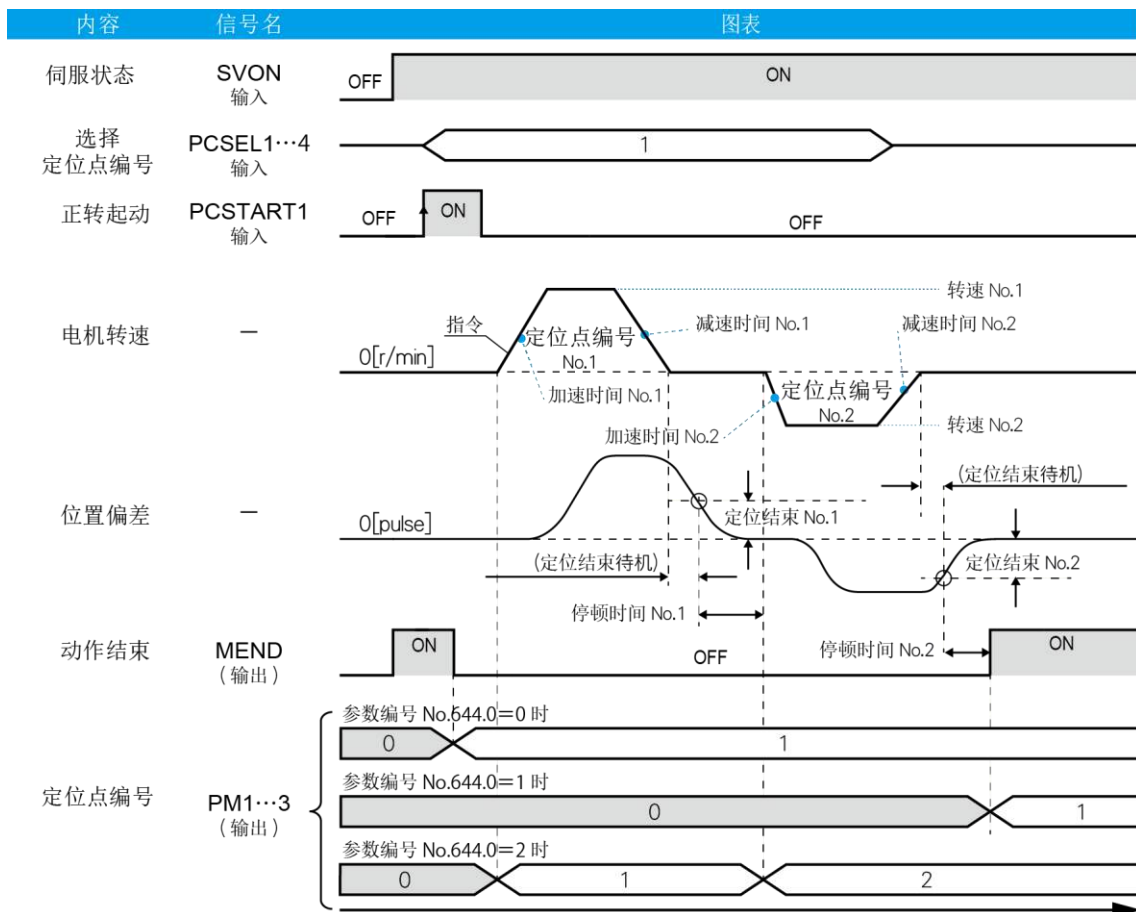 内容 信号名 图表
伺服状态 SVON 输入 OFF ON
选择 定位点编号 PCSEL1…4 输入 1
正转起动 PCSTART1 输入 OFF ON OFF
电机转速 — 0[r/min]
指令
定位点编号 No.1
转速 No.1
减速时间 No.1
减速时间 No.2
加速时间 No.1
定位点编号 No.2
加速时间 No.2
转速 No.2
位置偏差 — 0[pulse]
(定位结束待机)
定位结束 No.1
(定位结束待机)
定位结束 No.2
停顿时间 No.1
动作结束 MEND (输出) ON OFF 停顿时间 No.2 ON
定位点编号 PM1…3 (输出)
参数编号 No.644.0=0 时
0 1
参数编号 No.644.0=1 时
0 1
参数编号 No.644.0=2 时
0 1 2